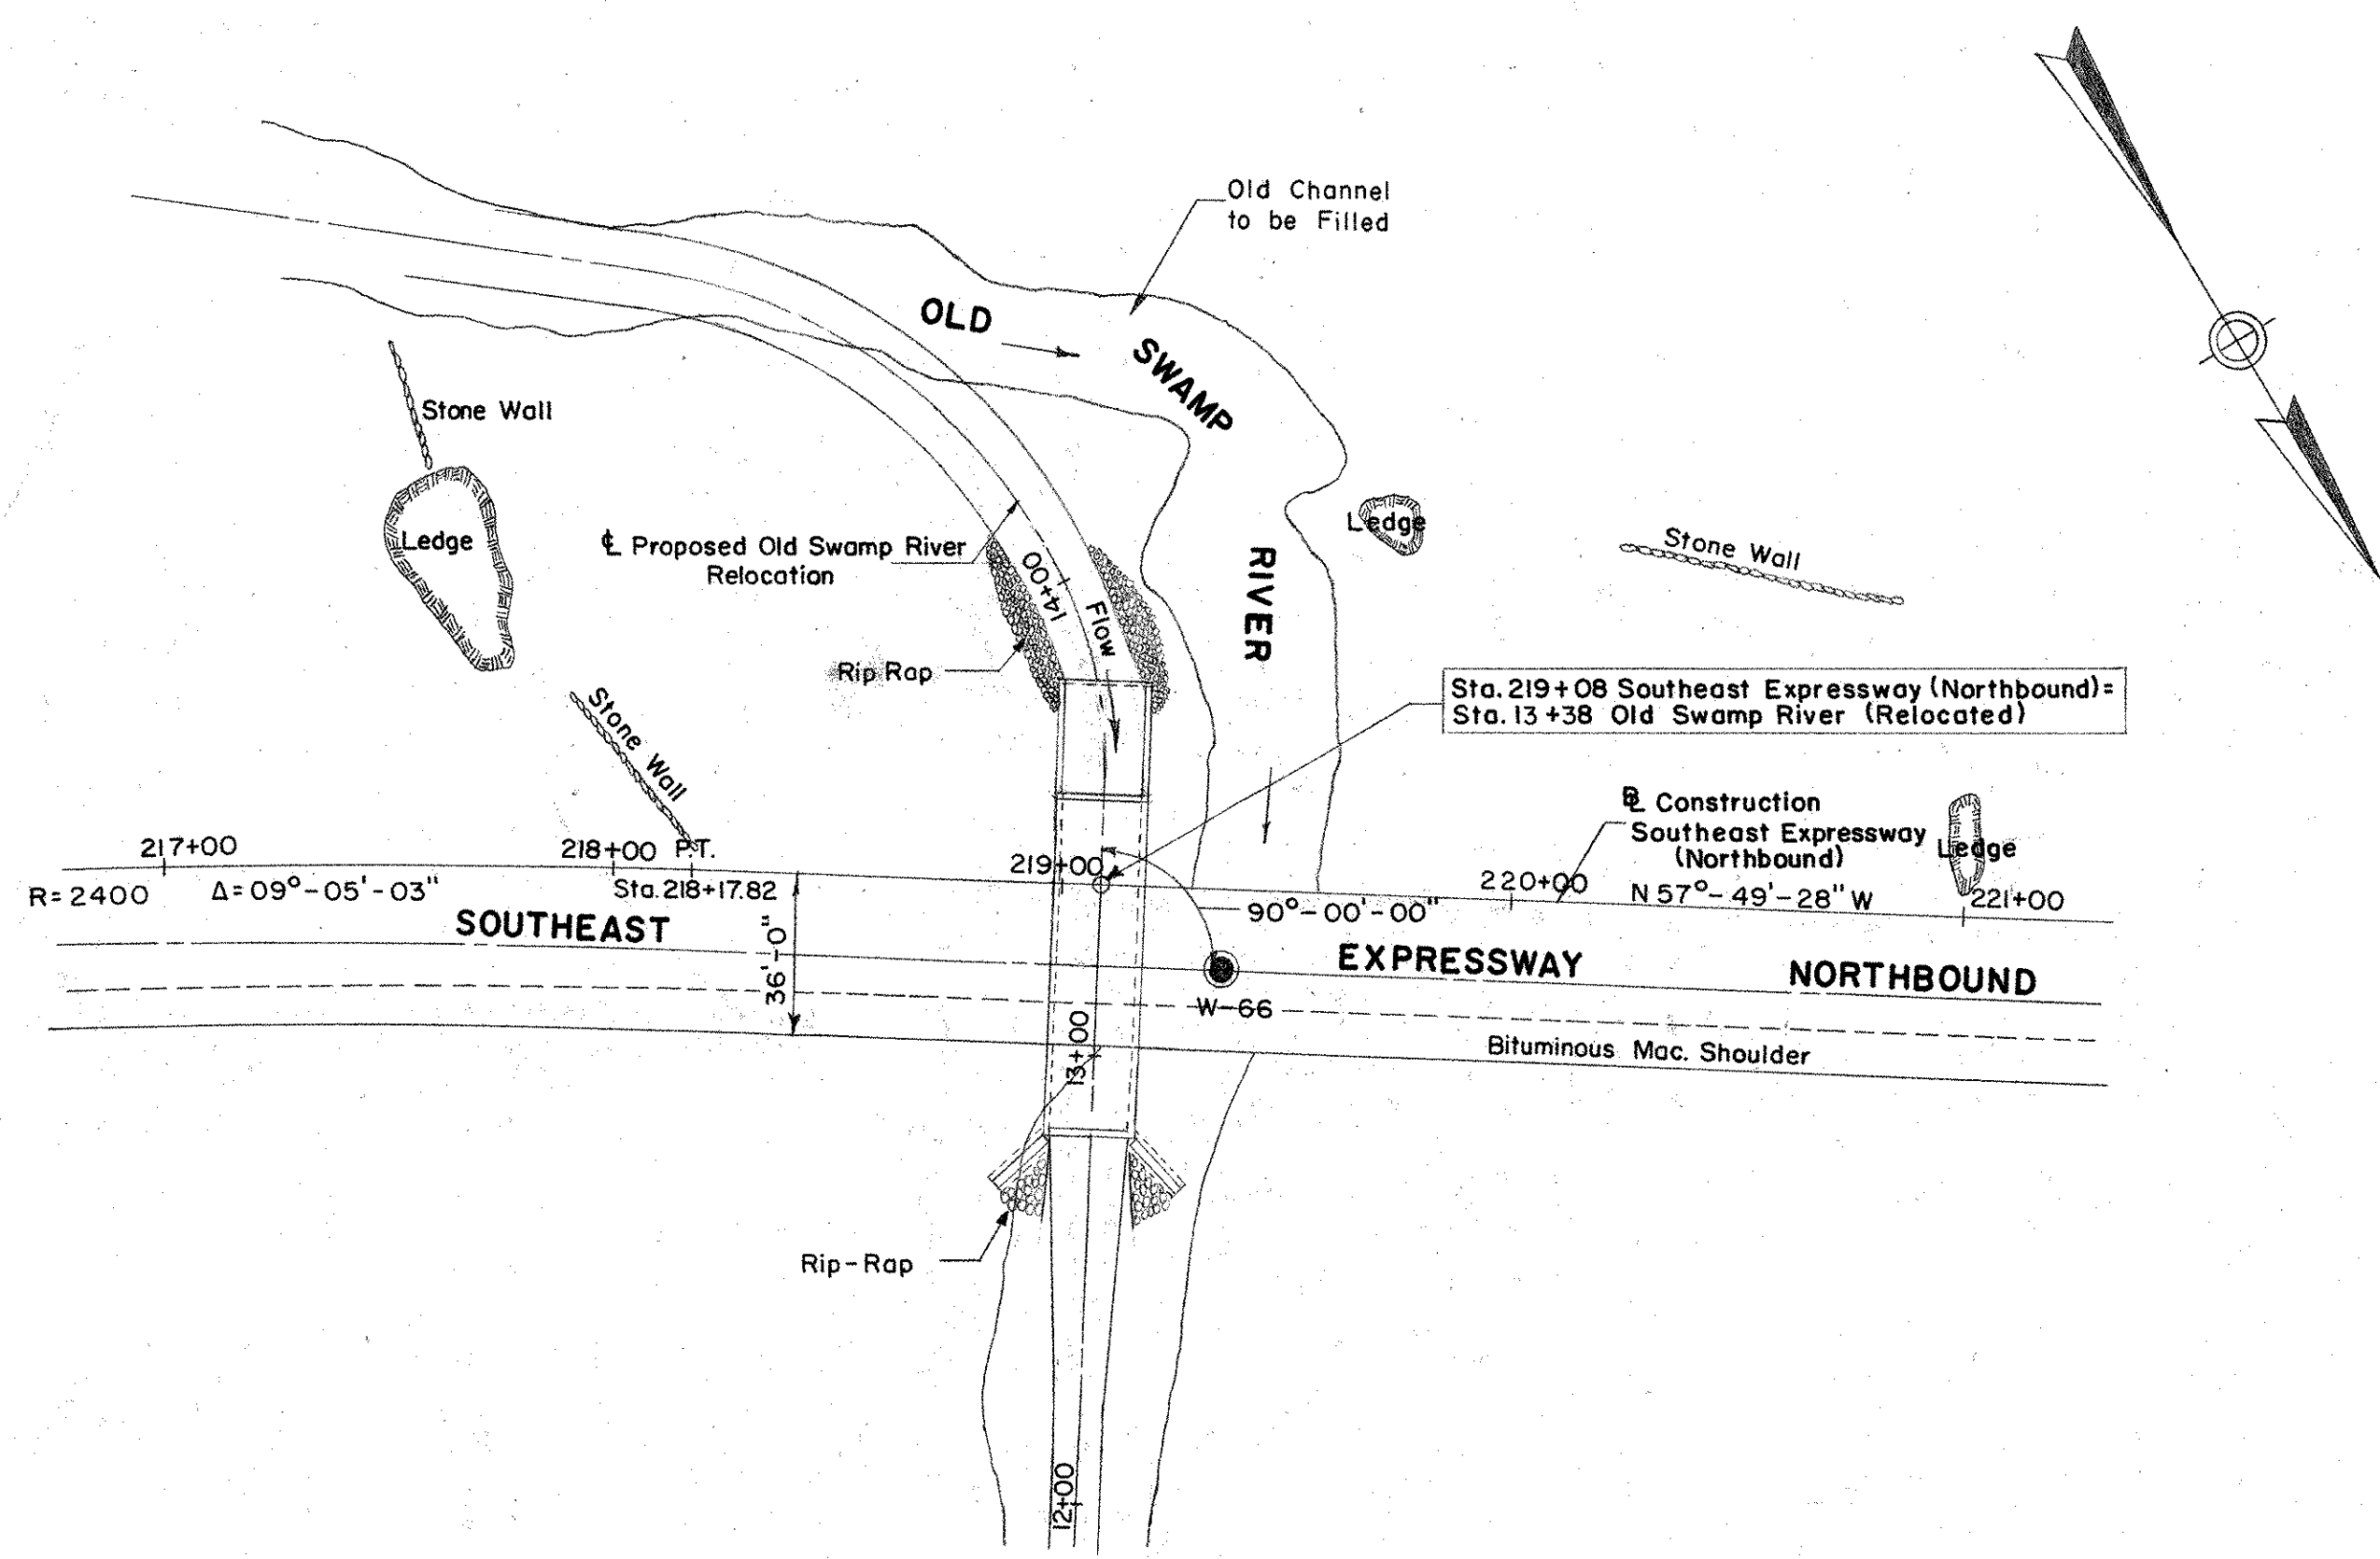 Old Channel
to be Filled
OLD
SWAMP
RIVER
Stone Wall
Ledge
℄ Proposed Old Swamp River
Relocation
14+00
Flow
Ledge
Stone Wall
Rip Rap
Stone Wall
Sta. 219+08 Southeast Expressway (Northbound)=
Sta. 13+38 Old Swamp River (Relocated)
℄ Construction
Southeast Expressway
(Northbound)
Ledge
217+00
218+00 P.T.
219+00
220+00
N 57°-49'-28" W
221+00
R=2400
Δ=09°-05'-03"
Sta. 218+17.82
90°-00'-00"
SOUTHEAST
36'-0"
EXPRESSWAY
NORTHBOUND
W-66
13+00
Bituminous Mac. Shoulder
Rip-Rap
12+00